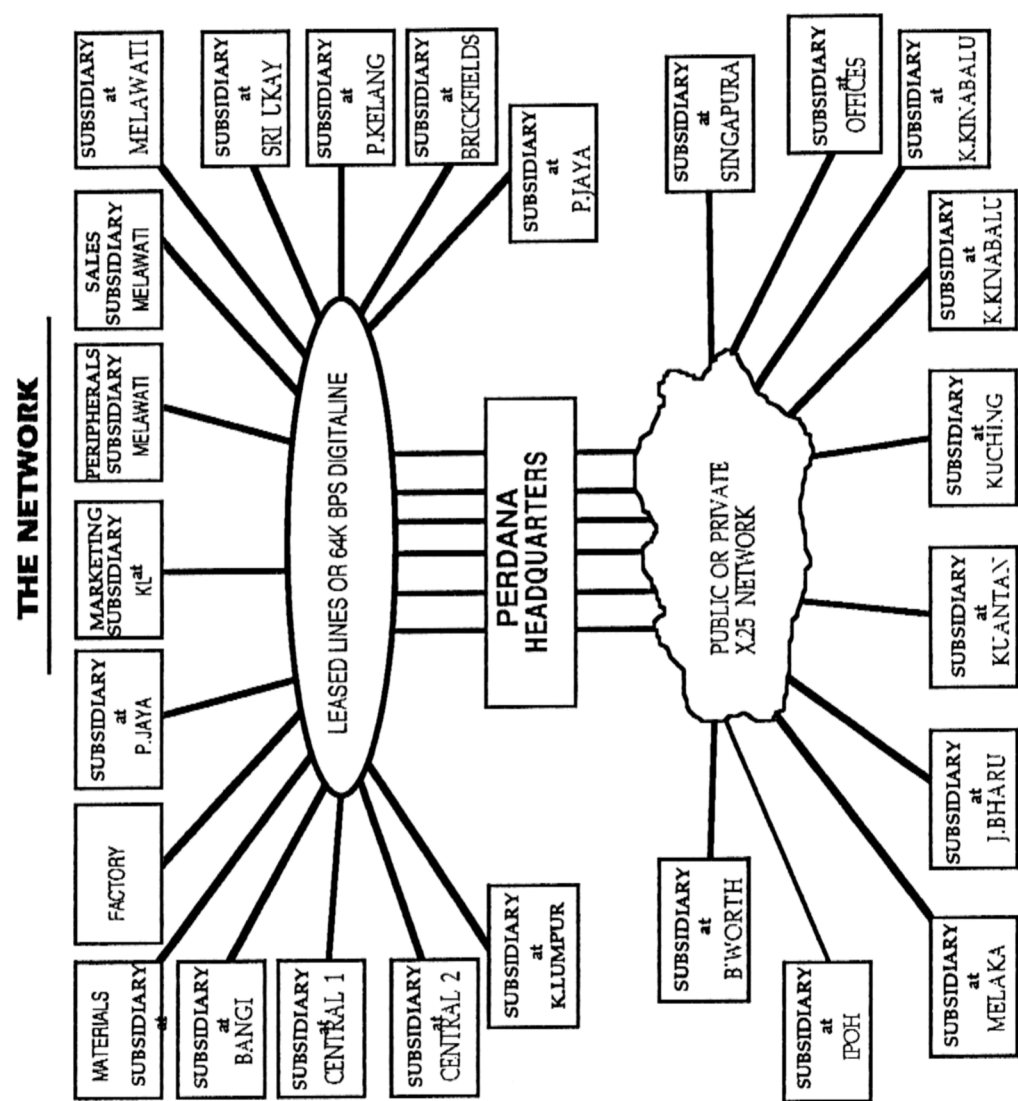 THE NETWORK
MATERIALS
SUBSIDIARY
at
FACTORY
SUBSIDIARY
at
P.JAYA
MARKETING
SUBSIDIARY
at
KL
PERIPHERALS
SUBSIDIARY
MELAWATI
SALES
SUBSIDIARY
MELAWATI
SUBSIDIARY
at
MELAWATI
SUBSIDIARY
at
BANGI
SUBSIDIARY
at
SRI UKAY
SUBSIDIARY
at
CENTRAL 1
LEASED LINES OR 64K BPS DIGITALINE
SUBSIDIARY
at
P.KELANG
SUBSIDIARY
at
CENTRAL 2
SUBSIDIARY
at
BRICKFIELDS
SUBSIDIARY
at
K.LUMPUR
PERDANA
HEADQUARTERS
SUBSIDIARY
at
P.JAYA
SUBSIDIARY
at
B'WORTH
PUBLIC OR PRIVATE
X.25 NETWORK
SUBSIDIARY
at
SINGAPURA
SUBSIDIARY
at
IPOH
SUBSIDIARY
at
OFFICES
SUBSIDIARY
at
MELAKA
SUBSIDIARY
at
J.BHARU
SUBSIDIARY
at
KUANTAN
SUBSIDIARY
at
KUCHING
SUBSIDIARY
at
K.KINABALU
SUBSIDIARY
at
K.KINABALU